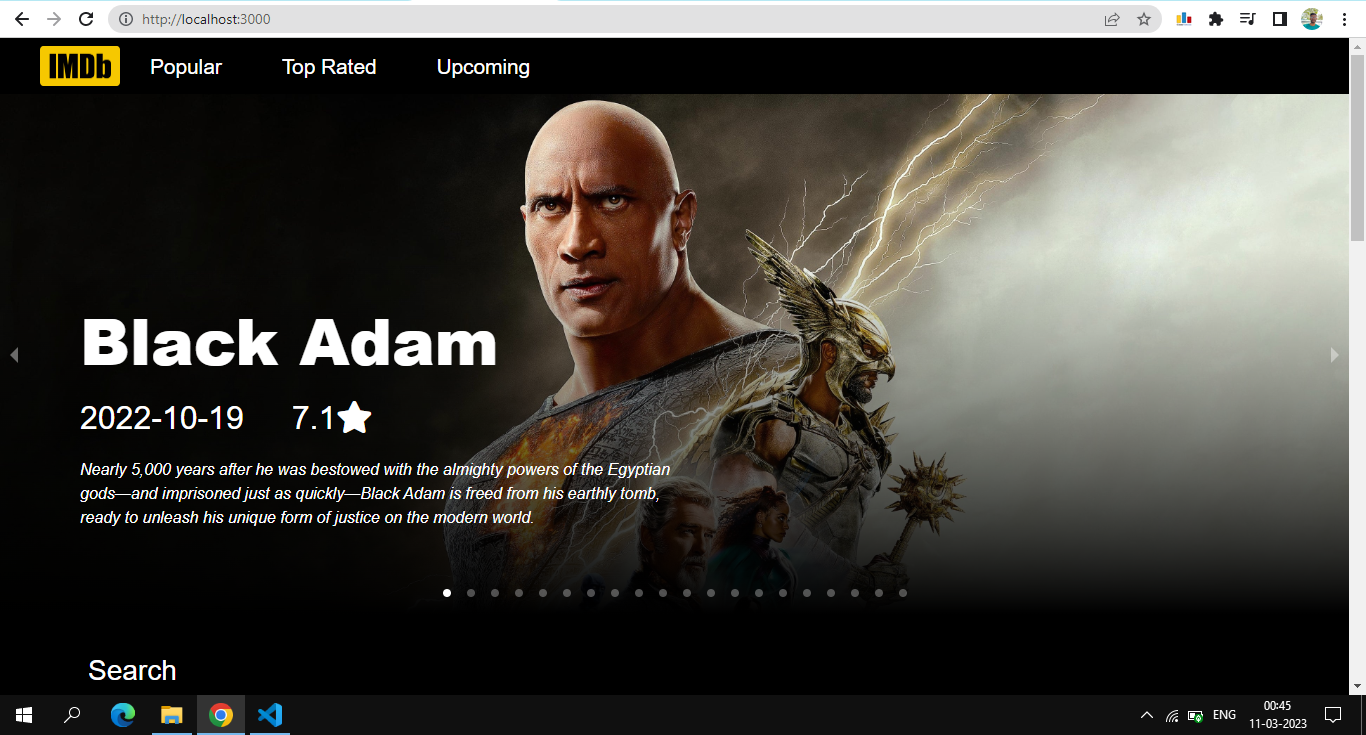 http://localhost:3000
IMDb Popular Top Rated Upcoming
Black Adam
2022-10-19 7.1
Nearly 5,000 years after he was bestowed with the almighty powers of the Egyptian
gods—and imprisoned just as quickly—Black Adam is freed from his earthly tomb,
ready to unleash his unique form of justice on the modern world.
Search
ENG
00:45
11-03-2023